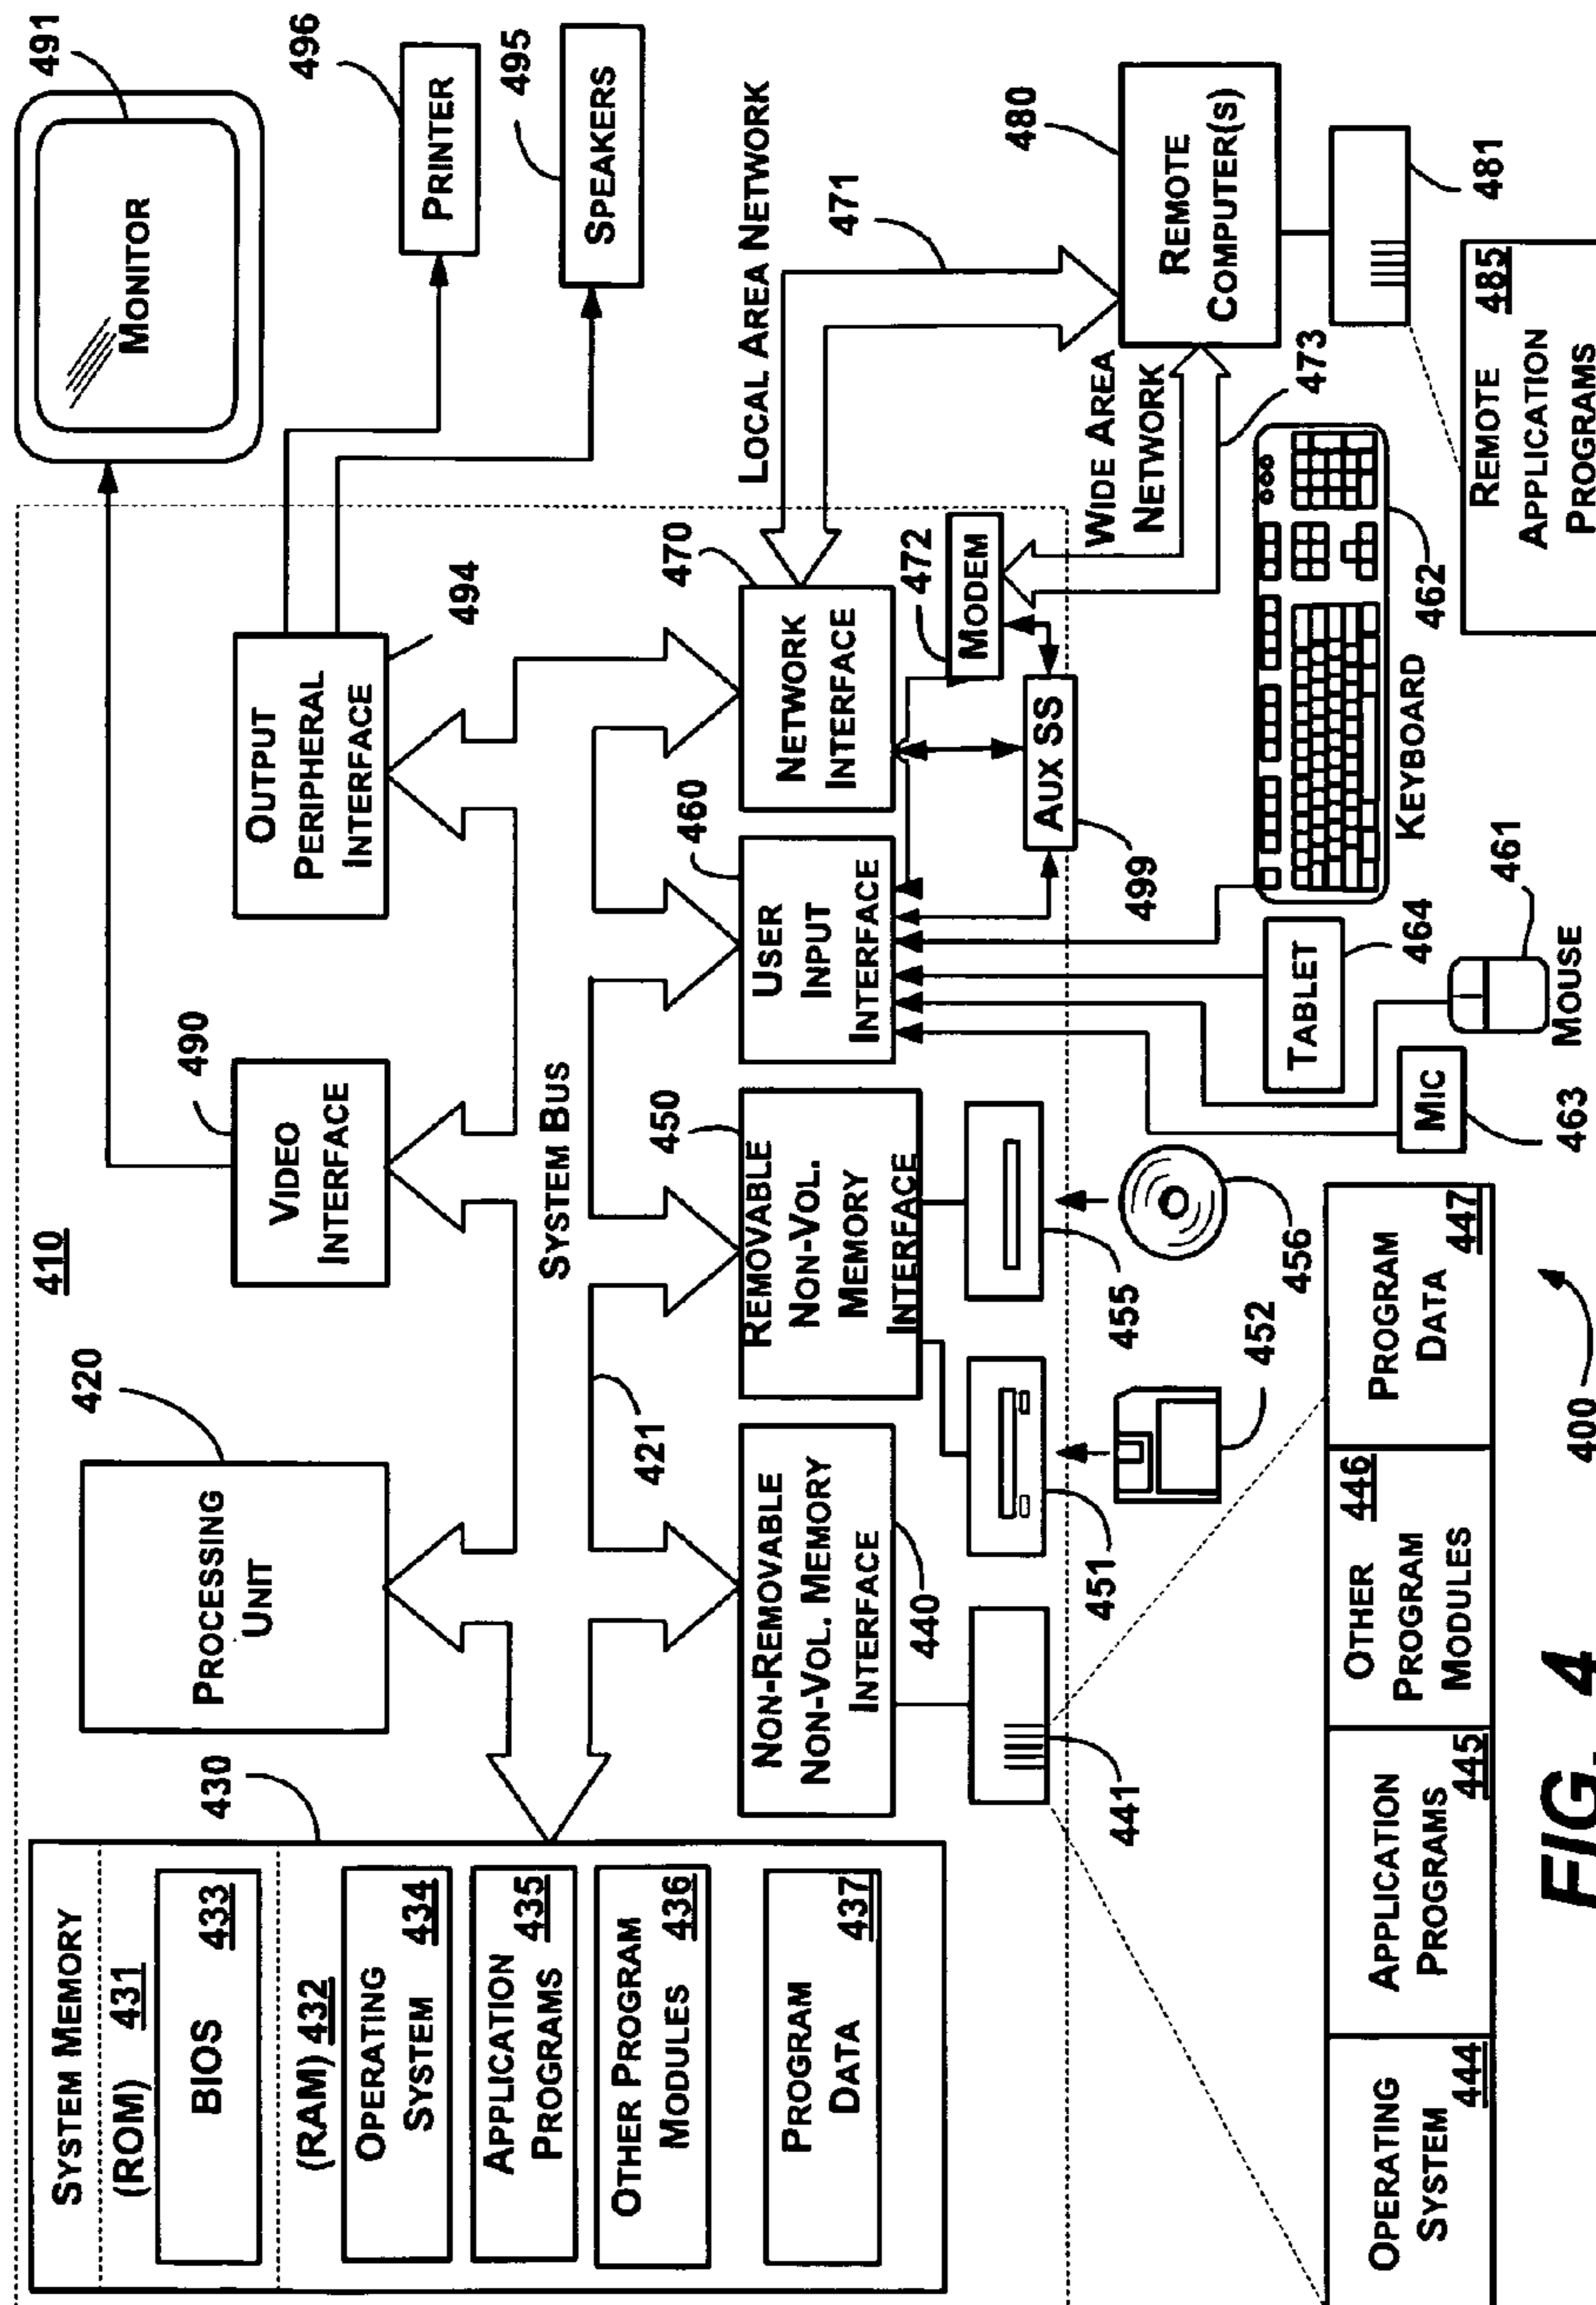 410
SYSTEM MEMORY
(ROM) 431
BIOS 433
(RAM) 432
OPERATING
SYSTEM 434
APPLICATION
PROGRAMS 435
OTHER PROGRAM
MODULES 436
PROGRAM
DATA 437
430
PROCESSING
UNIT
420
VIDEO
INTERFACE
490
OUTPUT
PERIPHERAL
INTERFACE
494
MONITOR
491
PRINTER
496
SPEAKERS
495
SYSTEM BUS
421
NON-REMOVABLE
NON-VOL. MEMORY
INTERFACE
440
REMOVABLE
NON-VOL.
MEMORY
INTERFACE
450
USER
INPUT
INTERFACE
460
NETWORK
INTERFACE
470
LOCAL AREA NETWORK
471
472
MODEM
AUX SS
499
WIDE AREA
NETWORK
473
REMOTE
COMPUTER(S)
480
481
441
451
452
455
456
MIC
463
TABLET
464
MOUSE
461
KEYBOARD
462
REMOTE 485
APPLICATION
PROGRAMS
OPERATING
SYSTEM 444
APPLICATION
PROGRAMS 445
OTHER 446
PROGRAM
MODULES
PROGRAM
DATA 447
400
FIG. 4